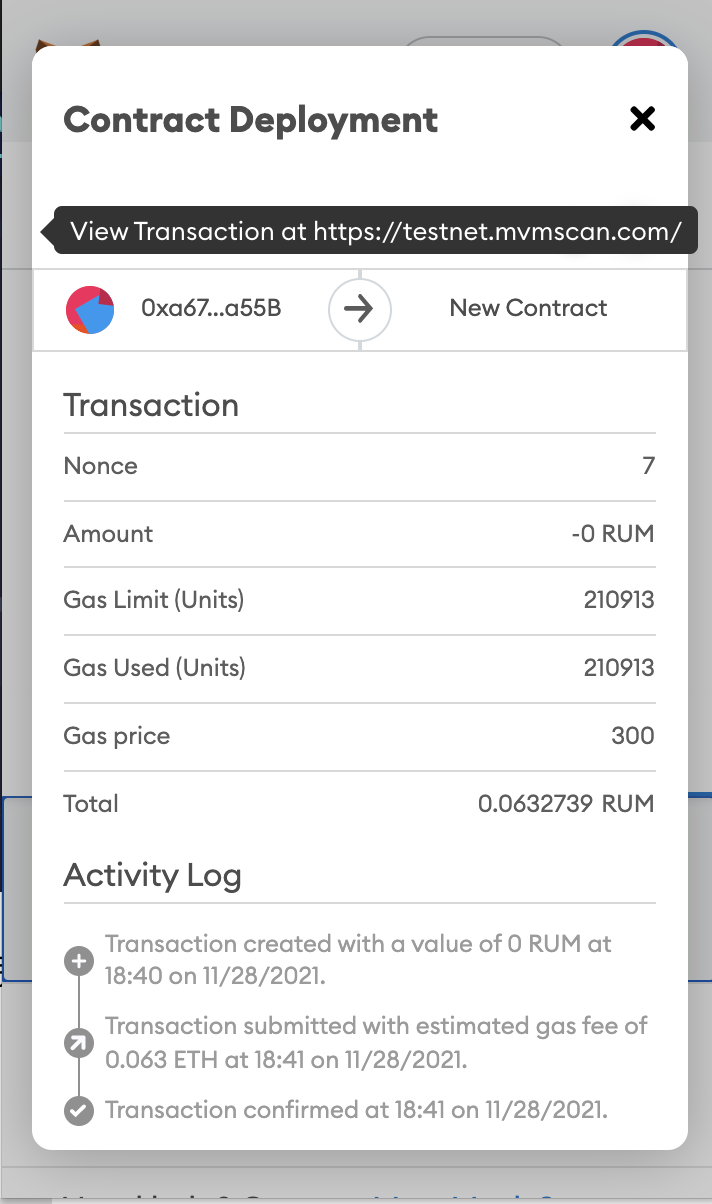 Contract Deployment
View Transaction at https://testnet.mvmscan.com/
0xa67...a55B
New Contract
Transaction
Nonce 7
Amount -0 RUM
Gas Limit (Units) 210913
Gas Used (Units) 210913
Gas price 300
Total 0.0632739 RUM
Activity Log
Transaction created with a value of 0 RUM at
18:40 on 11/28/2021.
Transaction submitted with estimated gas fee of
0.063 ETH at 18:41 on 11/28/2021.
Transaction confirmed at 18:41 on 11/28/2021.